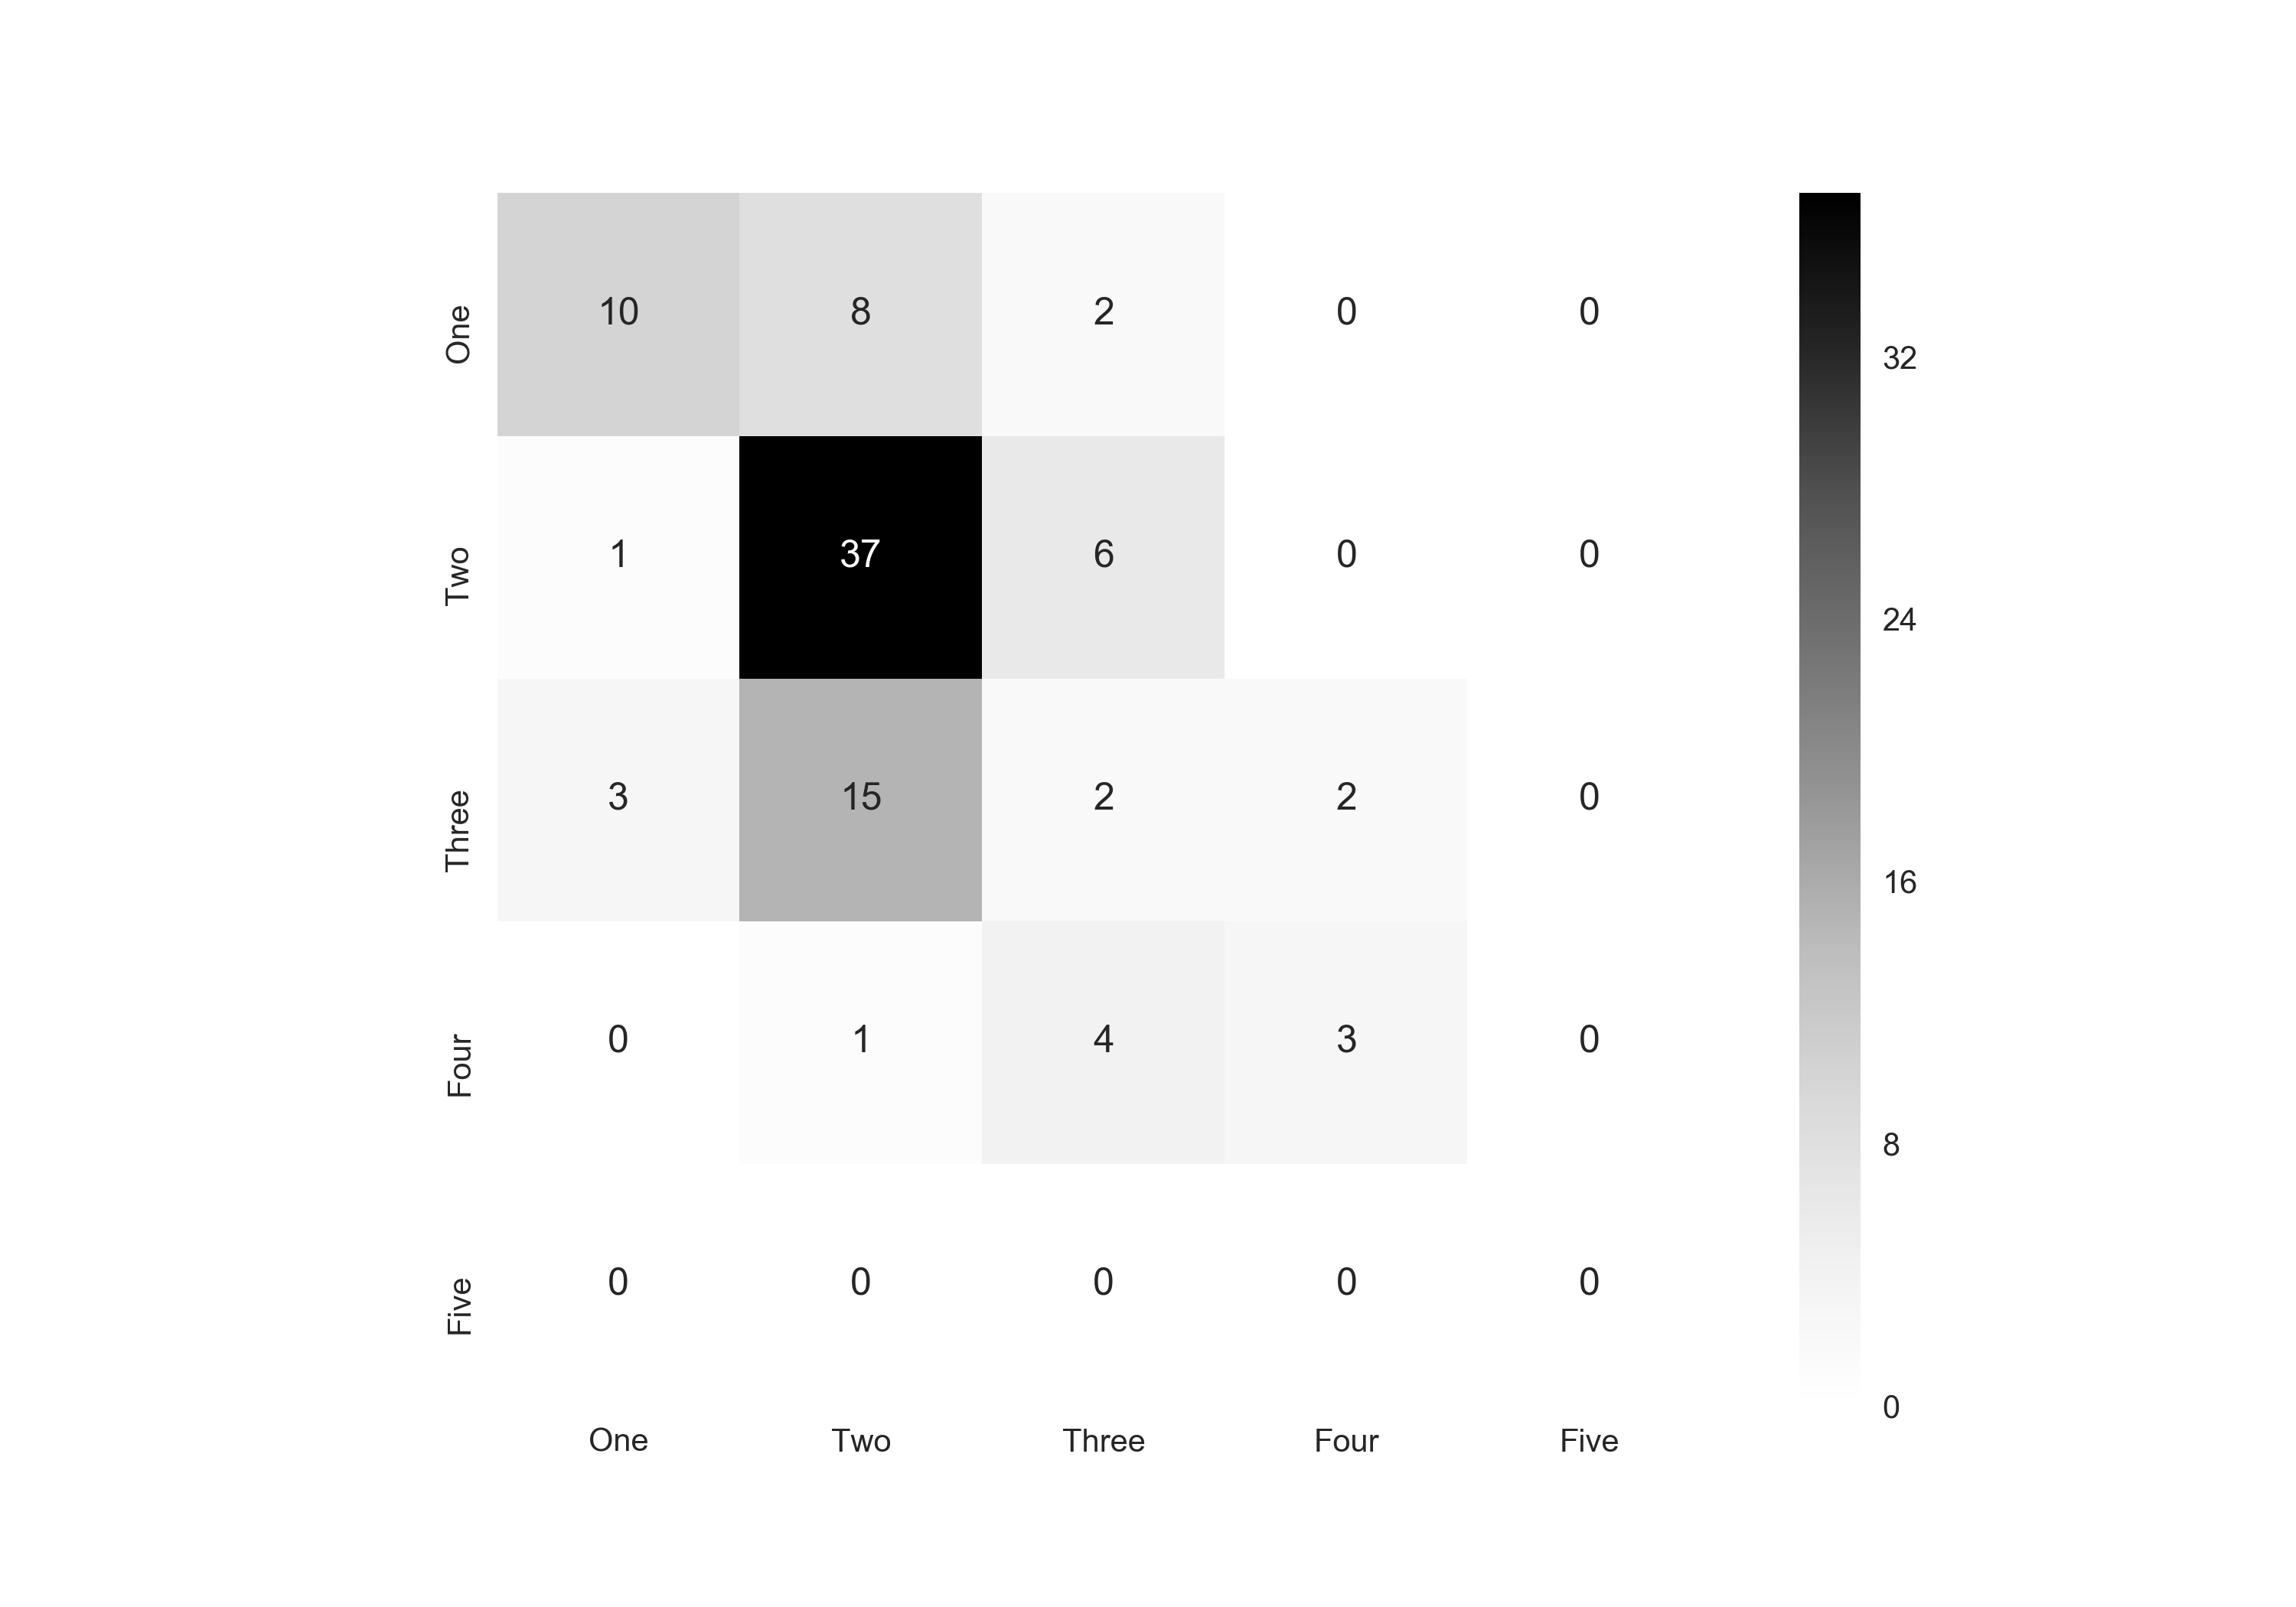 One 10 8 2 0 0
Two 1 37 6 0 0
Three 3 15 2 2 0
Four 0 1 4 3 0
Five 0 0 0 0 0
One Two Three Four Five
32
24
16
8
0